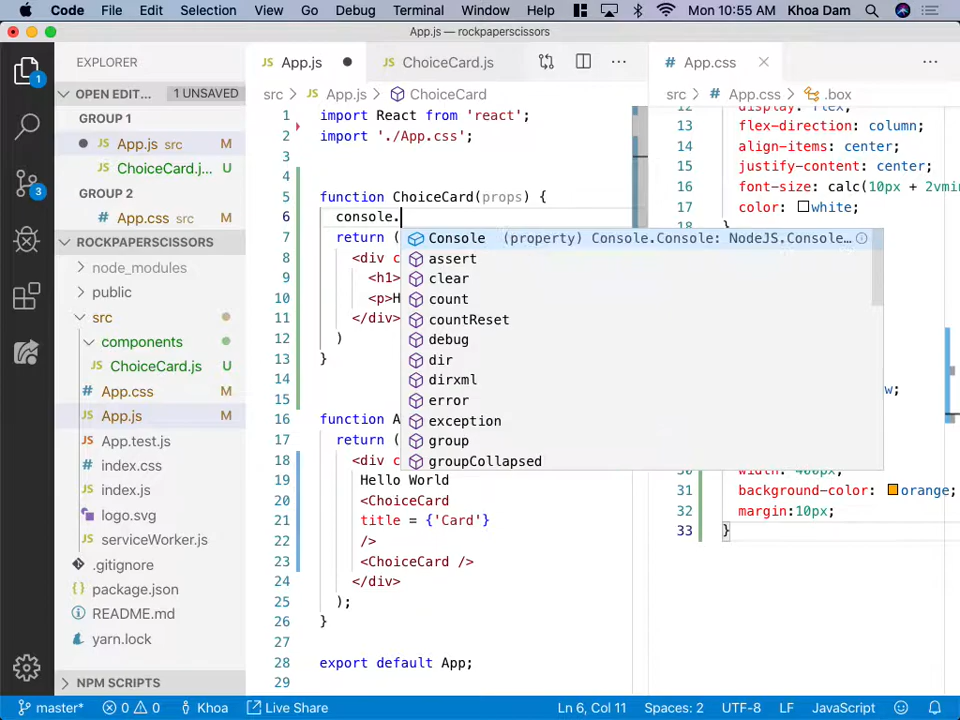 Code File Edit Selection View Go Debug Terminal Window Help Mon 10:55 AM Khoa Dam
App.js — rockpaperscissors
1
2
3
EXPLORER
OPEN EDIT... 1 UNSAVED
GROUP 1
App.js src M
ChoiceCard.j... U
GROUP 2
App.css src M
ROCKPAPERSCISSORS
node_modules
public
src
components
ChoiceCard.js U
App.css M
App.js M
App.test.js
index.css
index.js
logo.svg
serviceWorker.js
.gitignore
package.json
README.md
yarn.lock
NPM SCRIPTS
App.js
ChoiceCard.js
src > App.js > ChoiceCard
1 import React from 'react';
2 import './App.css';
3
4
5 function ChoiceCard(props) {
6 console.
7 return (
8 <div c
9 <h1>
10 <p>H
11 </div>
12 )
13 }
14
15
16 function A
17 return (
18 <div c
19 Hello World
20 <ChoiceCard
21 title = {'Card'}
22 />
23 <ChoiceCard />
24 </div>
25 );
26 }
27
28 export default App;
29
Console (property) Console.Console: NodeJS.Console...
assert
clear
count
countReset
debug
dir
dirxml
error
exception
group
groupCollapsed
App.css
src > App.css > .box
display: flex;
13 flex-direction: column;
14 align-items: center;
15 justify-content: center;
16 font-size: calc(10px + 2vmi
17 color: white;
}
w;
width: 400px;
31 background-color: orange;
32 margin:10px;
33 }
master* 0 0 Khoa Live Share Ln 6, Col 11 Spaces: 2 UTF-8 LF JavaScript